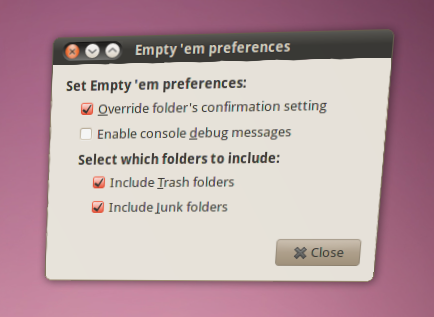 Empty 'em preferences
Set Empty 'em preferences:
Override folder's confirmation setting
Enable console debug messages
Select which folders to include:
Include Trash folders
Include Junk folders
Close